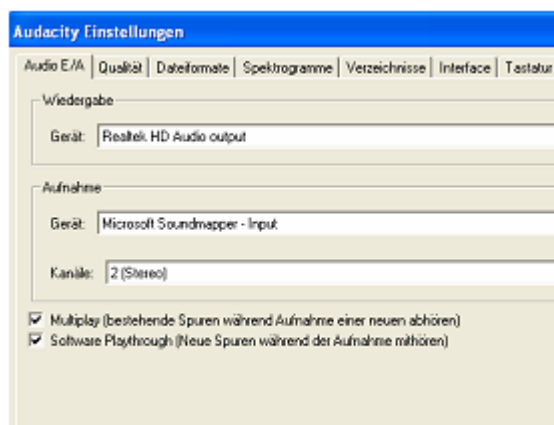 Audacity Einstellungen
Audio E/A Qualität Dateiformate Spektrogramme Verzeichnisse Interface Tastatur
Wiedergabe
Gerät: Realtek HD Audio output
Aufnahme
Gerät: Microsoft Soundmapper - Input
Kanäle: 2 (Stereo)
Multiplay (bestehende Spuren während Aufnahme einer neuen abhören)
Software Playthrough (Neue Spuren während der Aufnahme mithören)